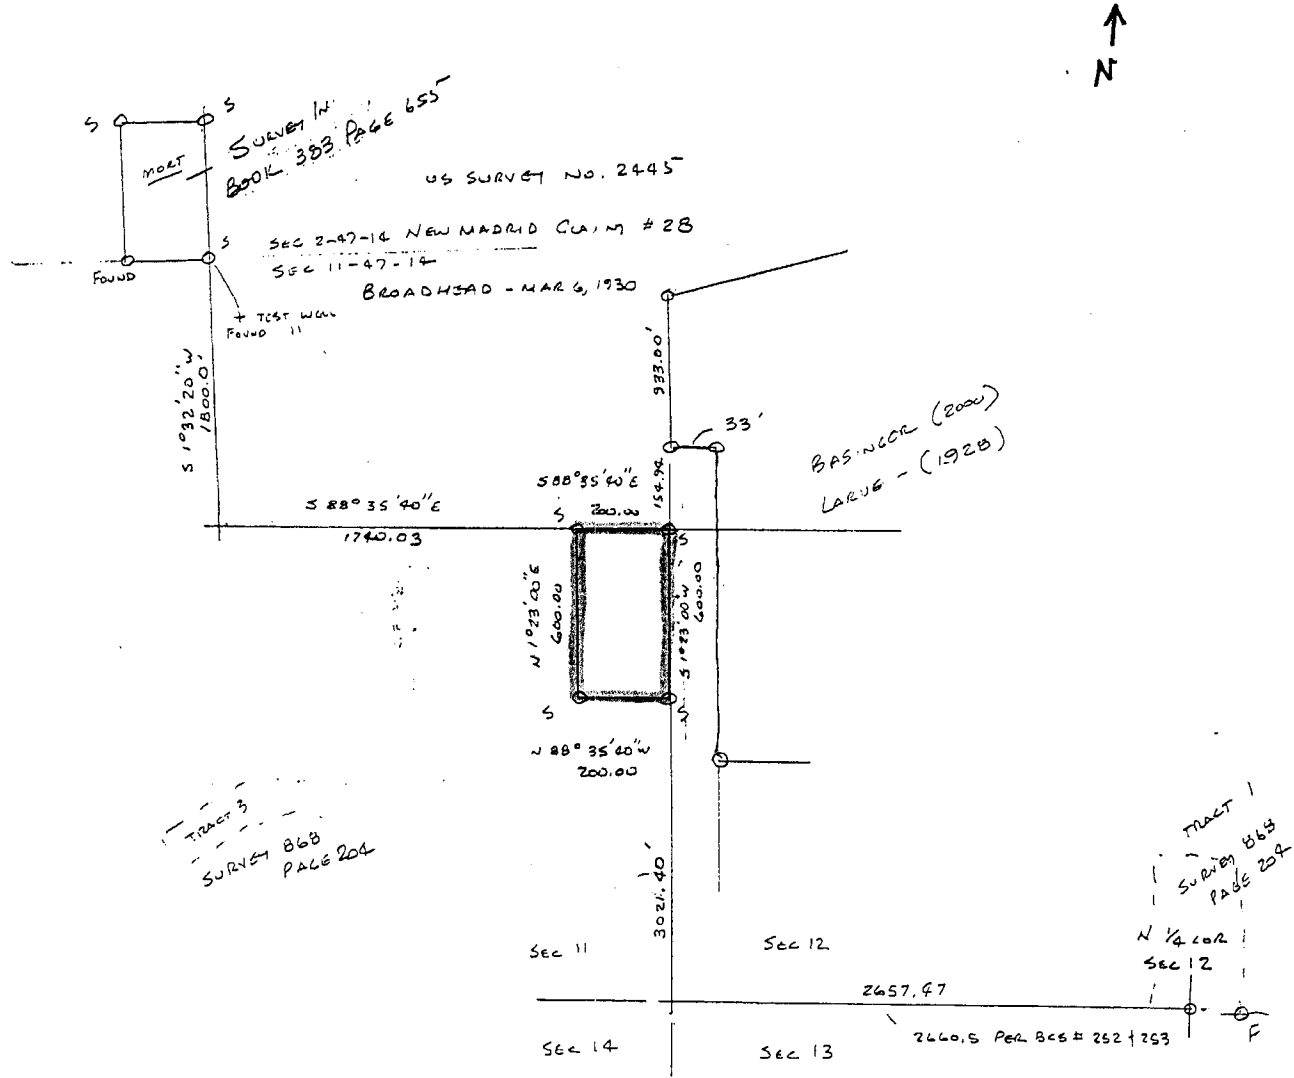 N
S
S
MORT
SURVEY IN
BOOK 383 PAGE 655
US SURVEY NO. 2445
S
SEC 2-47-14 NEW MADRID CLAIM # 28
SEC 11-47-14
FOUND
BROADHEAD - MAR 6, 1930
+ TEST WELL
FOUND 11
S 1°32'20"W
1800.0'
933.00'
33'
BASINGER (2000)
LARUE - (1928)
154.94
S 88°35'40"E
200.00
S 88°35'40"E
1740.03
S
S
N 1°23'00"E
600.00
S 1°23'00"W
600.00
S
S
N 88°35'40"W
200.00
TRACT 3
SURVEY 868
PAGE 204
TRACT 1
SURVEY 868
PAGE 204
3021.40'
SEC 11
SEC 12
N 1/4 COR
SEC 12
2657.47
2660.5 PER BCS # 252 + 253
F
SEC 14
SEC 13